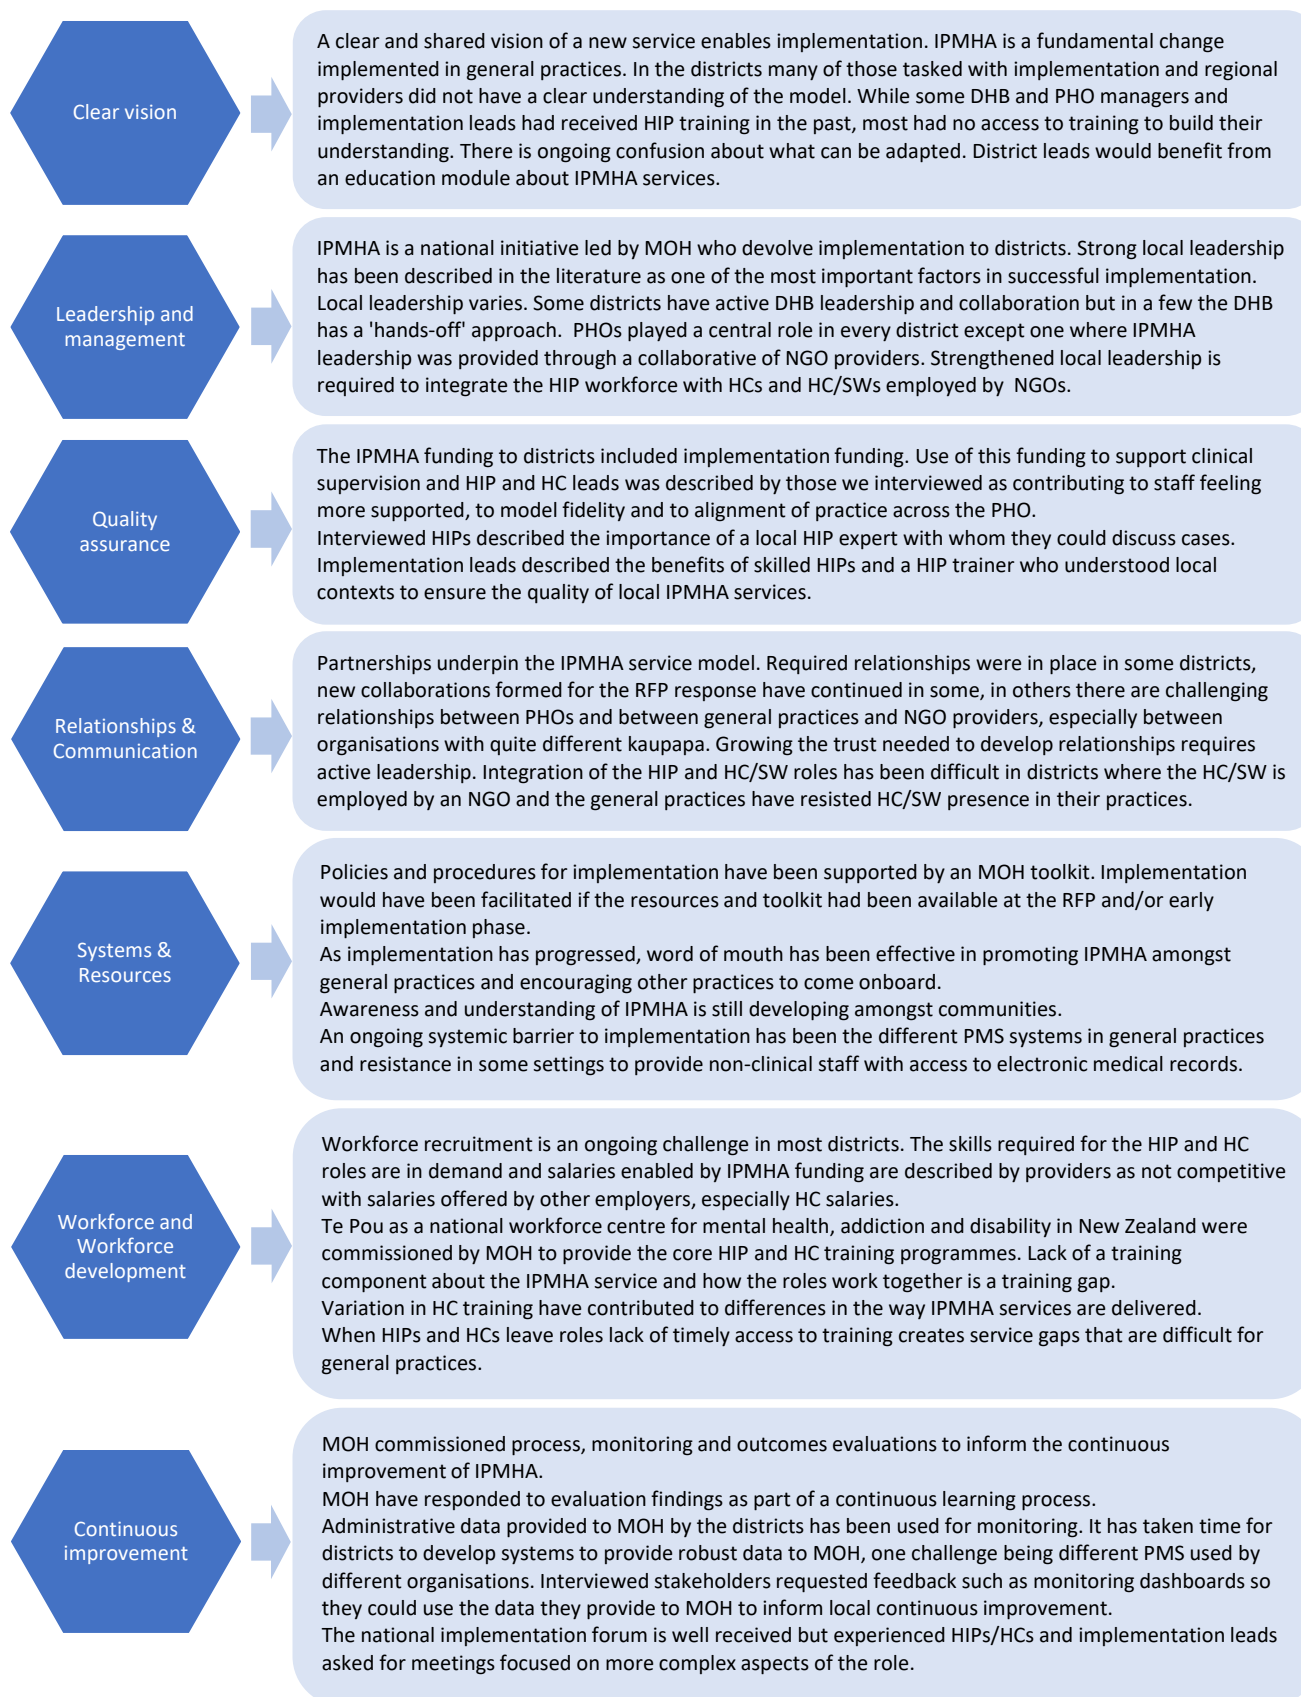 Clear vision
A clear and shared vision of a new service enables implementation. IPMHA is a fundamental change
implemented in general practices. In the districts many of those tasked with implementation and regional
providers did not have a clear understanding of the model. While some DHB and PHO managers and
implementation leads had received HIP training in the past, most had no access to training to build their
understanding. There is ongoing confusion about what can be adapted. District leads would benefit from
an education module about IPMHA services.
Leadership and
management
IPMHA is a national initiative led by MOH who devolve implementation to districts. Strong local leadership
has been described in the literature as one of the most important factors in successful implementation.
Local leadership varies. Some districts have active DHB leadership and collaboration but in a few the DHB
has a 'hands-off' approach.  PHOs played a central role in every district except one where IPMHA
leadership was provided through a collaborative of NGO providers. Strengthened local leadership is
required to integrate the HIP workforce with HCs and HC/SWs employed by  NGOs.
Quality
assurance
The IPMHA funding to districts included implementation funding. Use of this funding to support clinical
supervision and HIP and HC leads was described by those we interviewed as contributing to staff feeling
more supported, to model fidelity and to alignment of practice across the PHO.
Interviewed HIPs described the importance of a local HIP expert with whom they could discuss cases.
Implementation leads described the benefits of skilled HIPs and a HIP trainer who understood local
contexts to ensure the quality of local IPMHA services.
Relationships &
Communication
Partnerships underpin the IPMHA service model. Required relationships were in place in some districts,
new collaborations formed for the RFP response have continued in some, in others there are challenging
relationships between PHOs and between general practices and NGO providers, especially between
organisations with quite different kaupapa. Growing the trust needed to develop relationships requires
active leadership. Integration of the HIP and HC/SW roles has been difficult in districts where the HC/SW is
employed by an NGO and the general practices have resisted HC/SW presence in their practices.
Systems &
Resources
Policies and procedures for implementation have been supported by an MOH toolkit. Implementation
would have been facilitated if the resources and toolkit had been available at the RFP and/or early
implementation phase.
As implementation has progressed, word of mouth has been effective in promoting IPMHA amongst
general practices and encouraging other practices to come onboard.
Awareness and understanding of IPMHA is still developing amongst communities.
An ongoing systemic barrier to implementation has been the different PMS systems in general practices
and resistance in some settings to provide non-clinical staff with access to electronic medical records.
Workforce and
Workforce
development
Workforce recruitment is an ongoing challenge in most districts. The skills required for the HIP and HC
roles are in demand and salaries enabled by IPMHA funding are described by providers as not competitive
with salaries offered by other employers, especially HC salaries.
Te Pou as a national workforce centre for mental health, addiction and disability in New Zealand were
commissioned by MOH to provide the core HIP and HC training programmes. Lack of a training
component about the IPMHA service and how the roles work together is a training gap.
Variation in HC training have contributed to differences in the way IPMHA services are delivered.
When HIPs and HCs leave roles lack of timely access to training creates service gaps that are difficult for
general practices.
Continuous
improvement
MOH commissioned process, monitoring and outcomes evaluations to inform the continuous
improvement of IPMHA.
MOH have responded to evaluation findings as part of a continuous learning process.
Administrative data provided to MOH by the districts has been used for monitoring. It has taken time for
districts to develop systems to provide robust data to MOH, one challenge being different PMS used by
different organisations. Interviewed stakeholders requested feedback such as monitoring dashboards so
they could use the data they provide to MOH to inform local continuous improvement.
The national implementation forum is well received but experienced HIPs/HCs and implementation leads
asked for meetings focused on more complex aspects of the role.